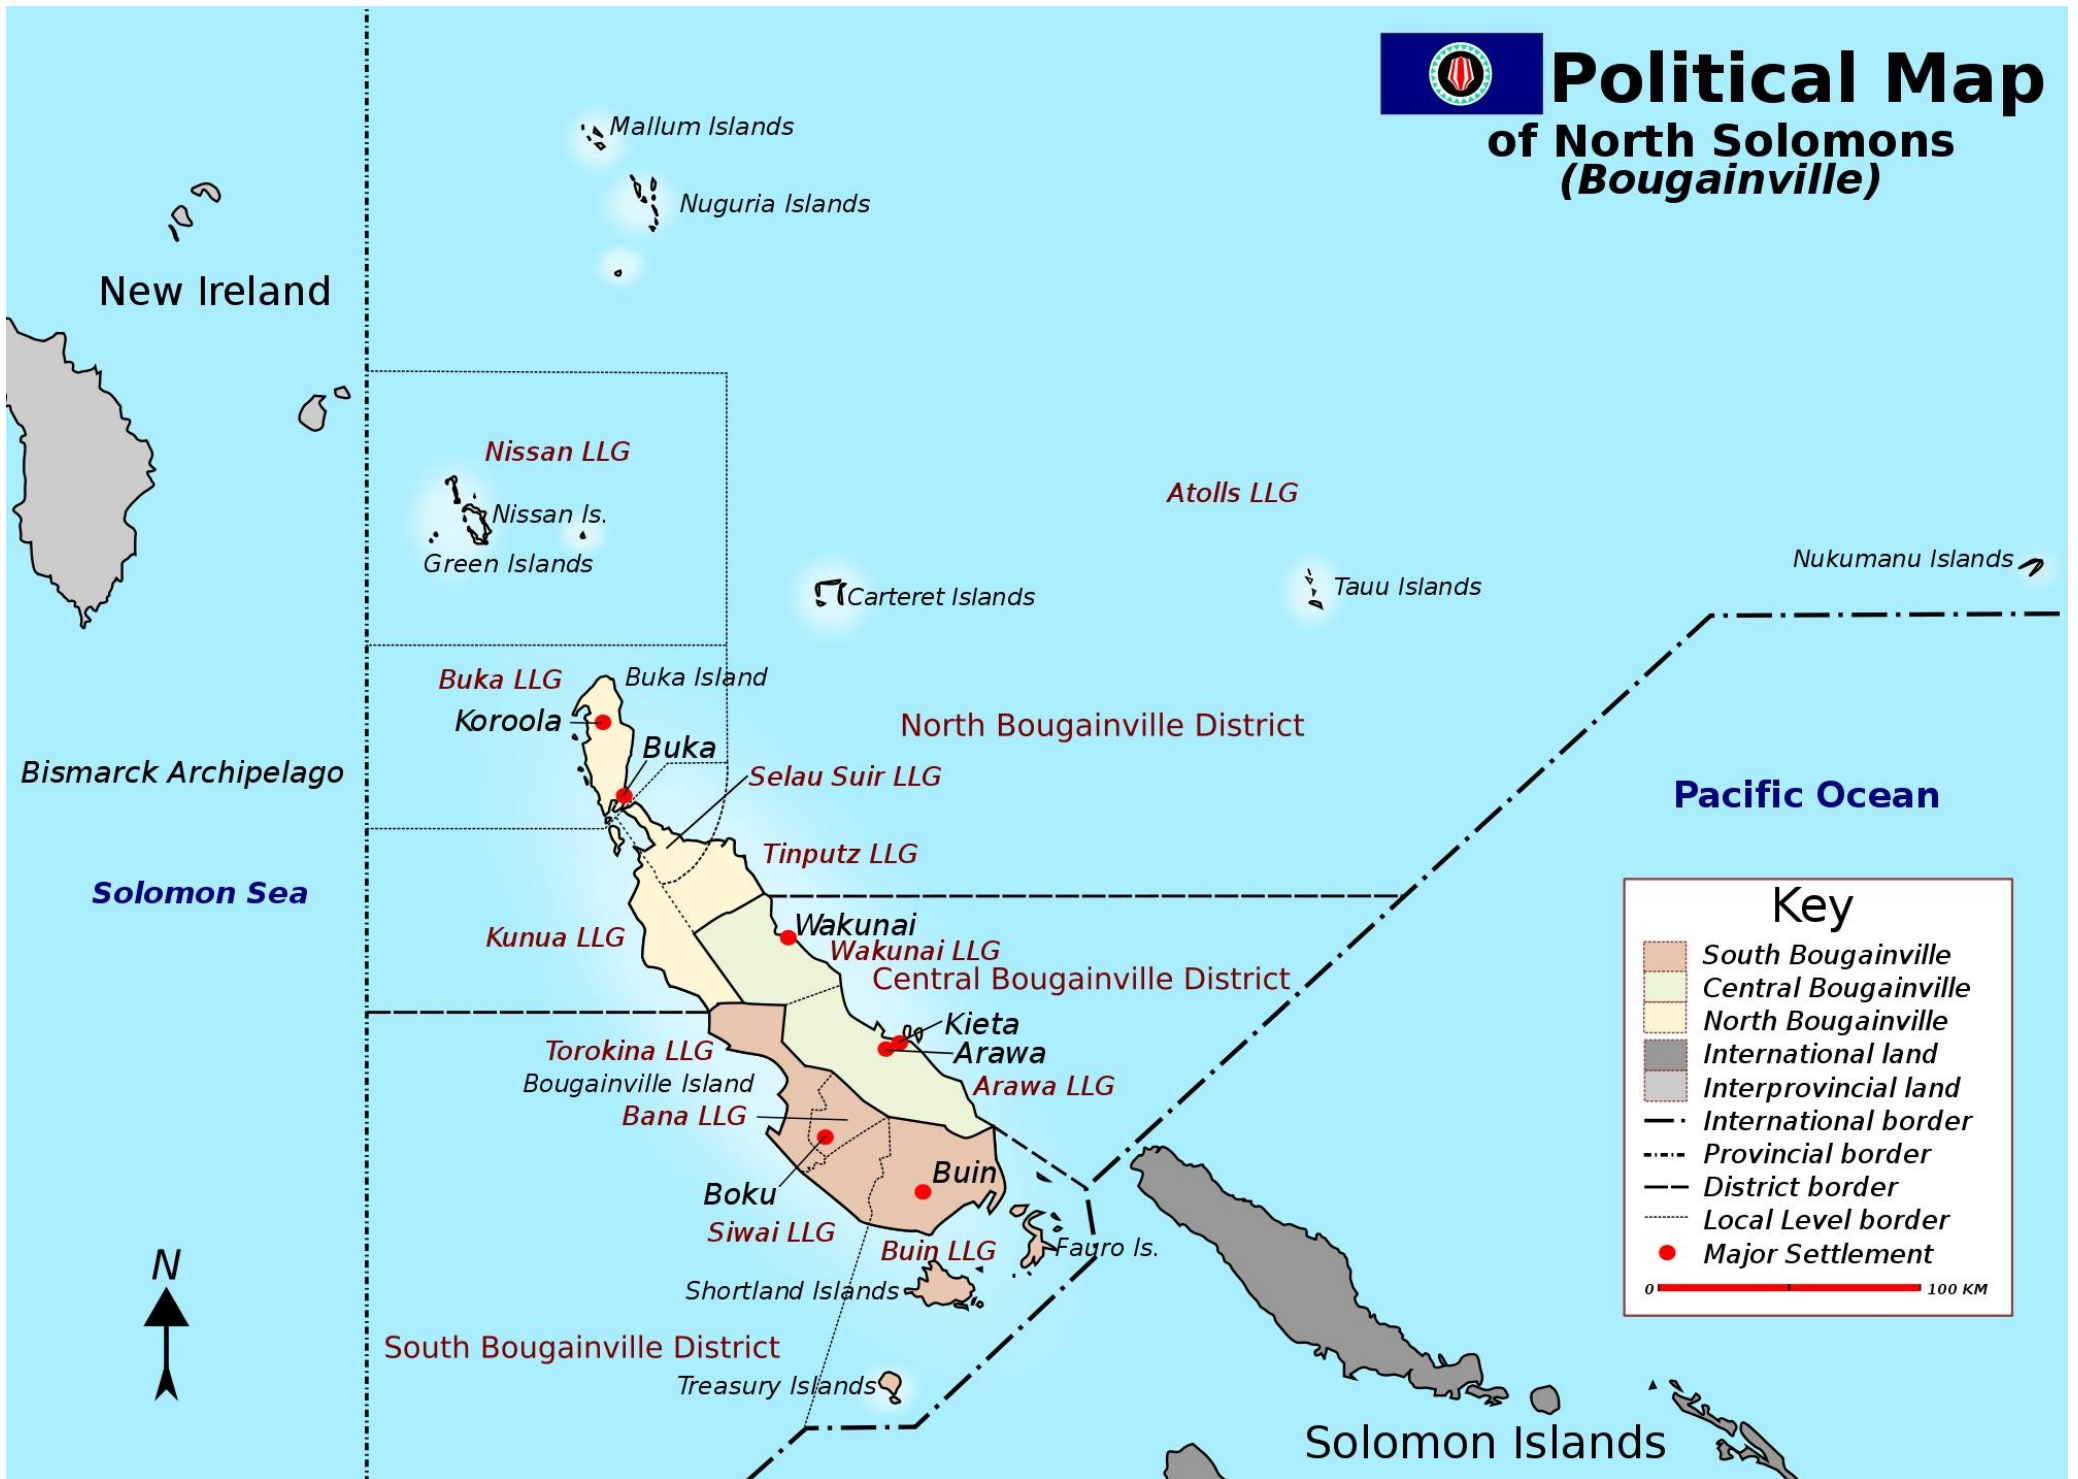 Political Map
of North Solomons
(Bougainville)
Mallum Islands
Nuguria Islands
New Ireland
Nissan LLG
Nissan Is.
Green Islands
Atolls LLG
Nukumanu Islands
Carteret Islands
Tauu Islands
Buka LLG
Buka Island
Koroola
Buka
North Bougainville District
Bismarck Archipelago
Selau Suir LLG
Pacific Ocean
Tinputz LLG
Solomon Sea
Kunua LLG
Wakunai
Wakunai LLG
Central Bougainville District
Kieta
Arawa
Torokina LLG
Bougainville Island
Arawa LLG
Bana LLG
Buin
Boku
Siwai LLG
Buin LLG
Fauro Is.
Shortland Islands
South Bougainville District
Treasury Islands
Solomon Islands
N
Key
South Bougainville
Central Bougainville
North Bougainville
International land
Interprovincial land
International border
Provincial border
District border
Local Level border
Major Settlement
0 100 KM